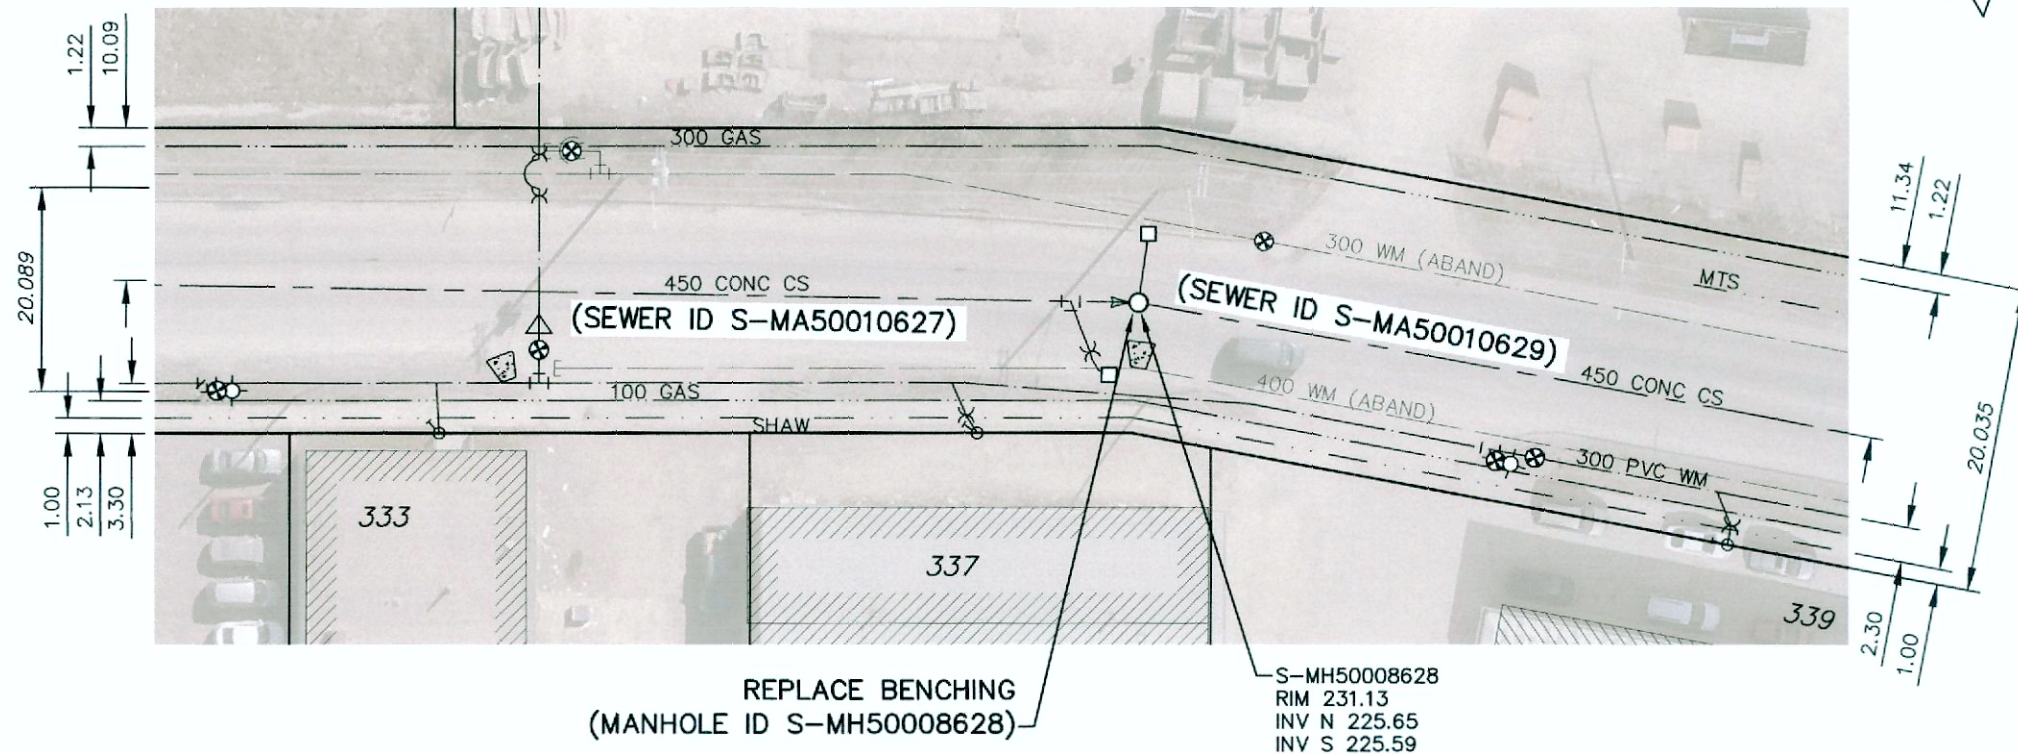 1.22
10.09
300 GAS
11.34
1.22
300 WM (ABAND)
MTS
20.089
450 CONC CS
(SEWER ID S-MA50010627)
(SEWER ID S-MA50010629)
450 CONC CS
E
100 GAS
400 WM (ABAND)
SHAW
300 PVC WM
20.035
1.00
2.13
3.30
333
337
339
2.30
1.00
REPLACE BENCHING
(MANHOLE ID S-MH50008628)
S-MH50008628
RIM 231.13
INV N 225.65
INV S 225.59